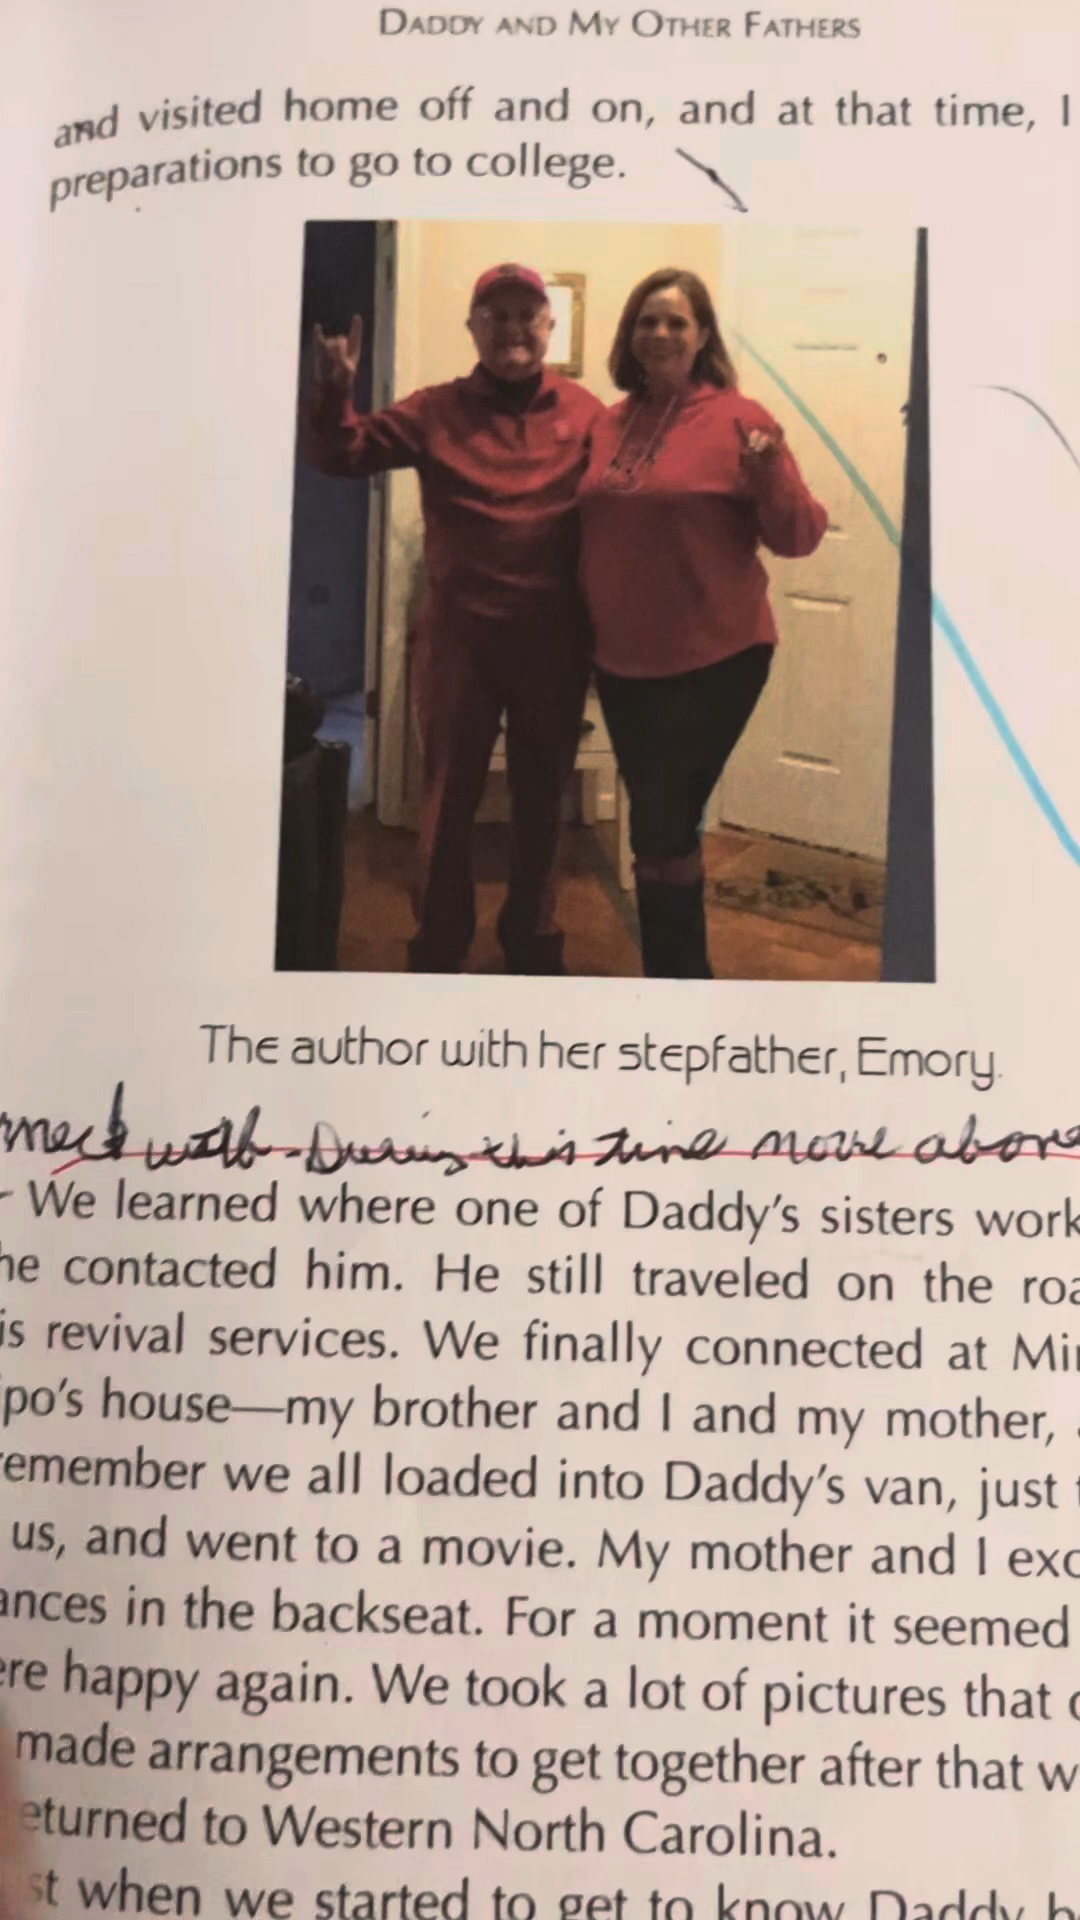 DADDY AND MY OTHER FATHERS
and visited home off and on, and at that time, I
preparations to go to college.
The author with her stepfather, Emory.
with - During this time move above
We learned where one of Daddy's sisters work
he contacted him. He still traveled on the roa
is revival services. We finally connected at Mi
po's house—my brother and I and my mother,
emember we all loaded into Daddy's van, just
us, and went to a movie. My mother and I exc
ances in the backseat. For a moment it seemed
ere happy again. We took a lot of pictures that
made arrangements to get together after that w
eturned to Western North Carolina.
st when we started to get to know Daddy b